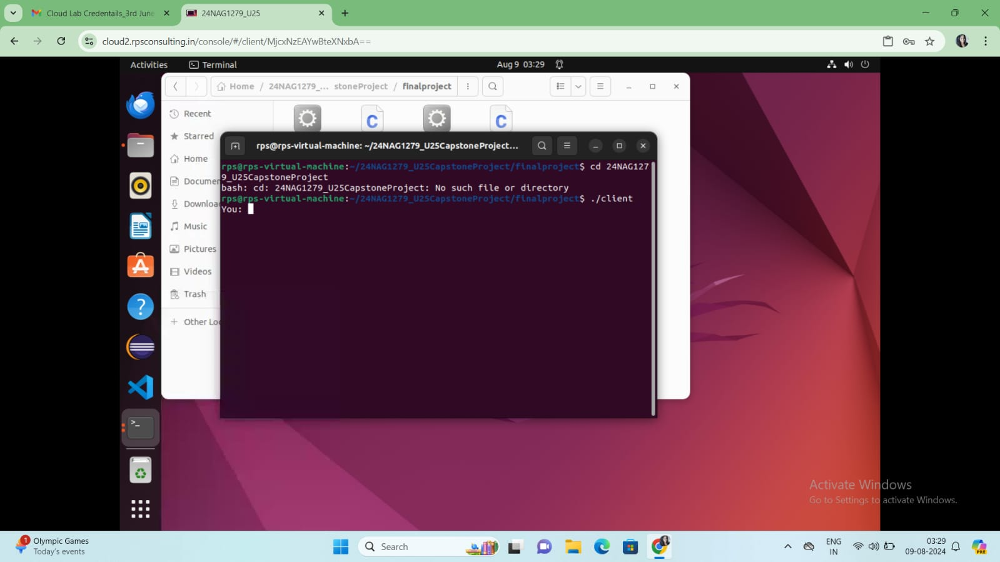 Cloud Lab Credentails_3rd June
24NAG1279_U25
cloud2.rpsconsulting.in/console/#/client/MjcxNzEAYwBteXNxbA==
Activities
Terminal
Aug 9 03:29
Home / 24NAG1279_... stoneProject / finalproject
Recent
Starred
Home
Documen
Downloa
Music
Pictures
Videos
Trash
+ Other Loc
rps@rps-virtual-machine: ~/24NAG1279_U25CapstoneProject...
rps@rps-virtual-machine:~/24NAG1279_U25CapstoneProject/finalproject$ cd 24NAG127
9_U25CapstoneProject
bash: cd: 24NAG1279_U25CapstoneProject: No such file or directory
rps@rps-virtual-machine:~/24NAG1279_U25CapstoneProject/finalproject$ ./client
You:
Activate Windows
Go to Settings to activate Windows.
1
Olympic Games
Today's events
Search
ENG
IN
03:29
09-08-2024
PRE